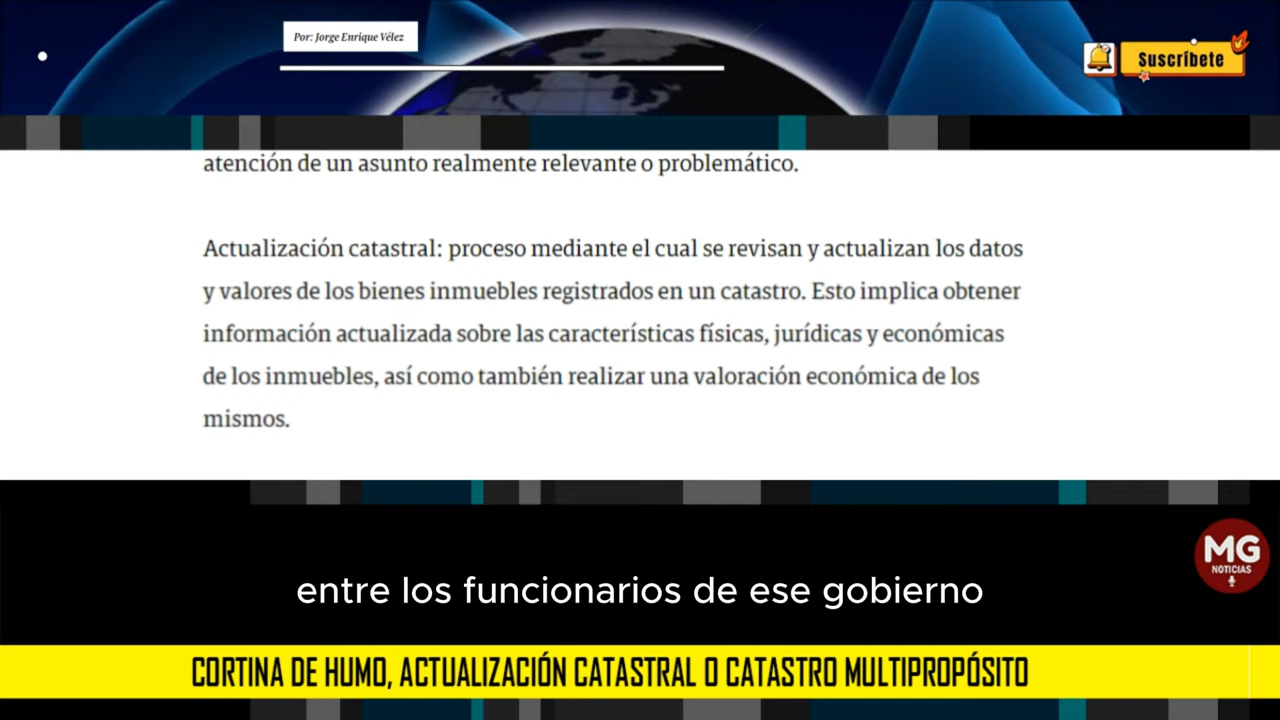 Por: Jorge Enrique Vélez
Suscríbete
atención de un asunto realmente relevante o problemático.
Actualización catastral: proceso mediante el cual se revisan y actualizan los datos
y valores de los bienes inmuebles registrados en un catastro. Esto implica obtener
información actualizada sobre las características físicas, jurídicas y económicas
de los inmuebles, así como también realizar una valoración económica de los
mismos.
MG
NOTICIAS
entre los funcionarios de ese gobierno
CORTINA DE HUMO, ACTUALIZACIÓN CATASTRAL O CATASTRO MULTIPROPÓSITO